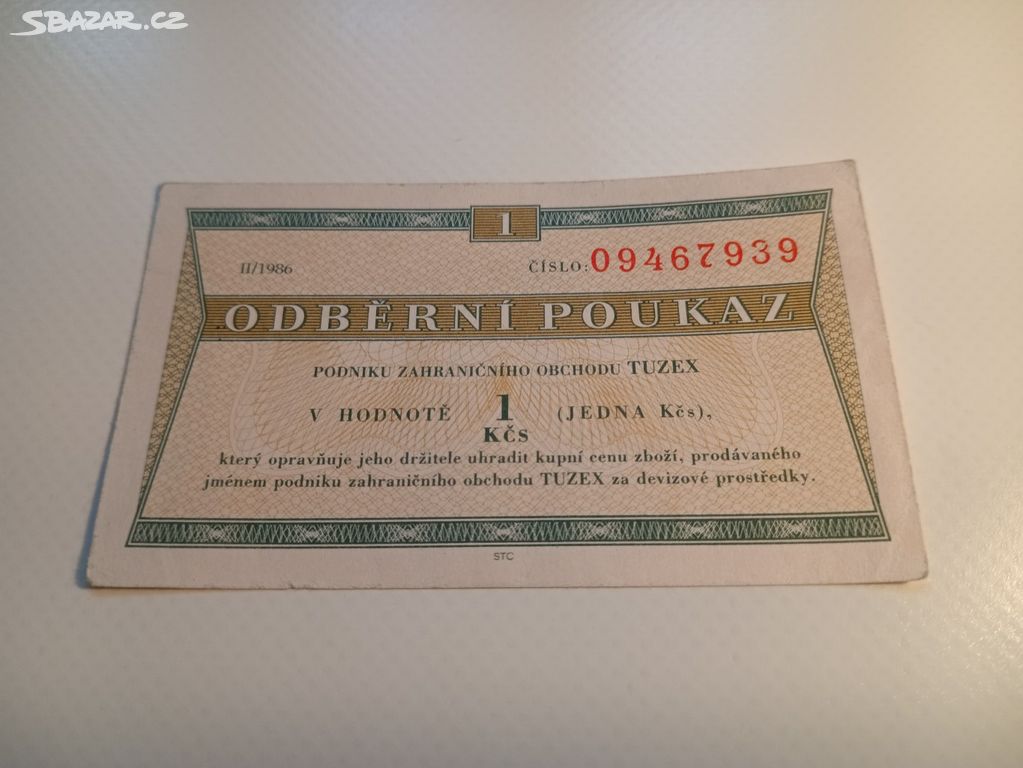 SBAZAR.CZ
1
II/1986
ČÍSLO: 09467939
ODBĚRNÍ POUKAZ
PODNIKU ZAHRANIČNÍHO OBCHODU TUZEX
V HODNOTĚ 1 (JEDNA Kčs),
KČS
který opravňuje jeho držitele uhradit kupní cenu zboží, prodávaného
jménem podniku zahraničního obchodu TUZEX za devizové prostředky.
STC